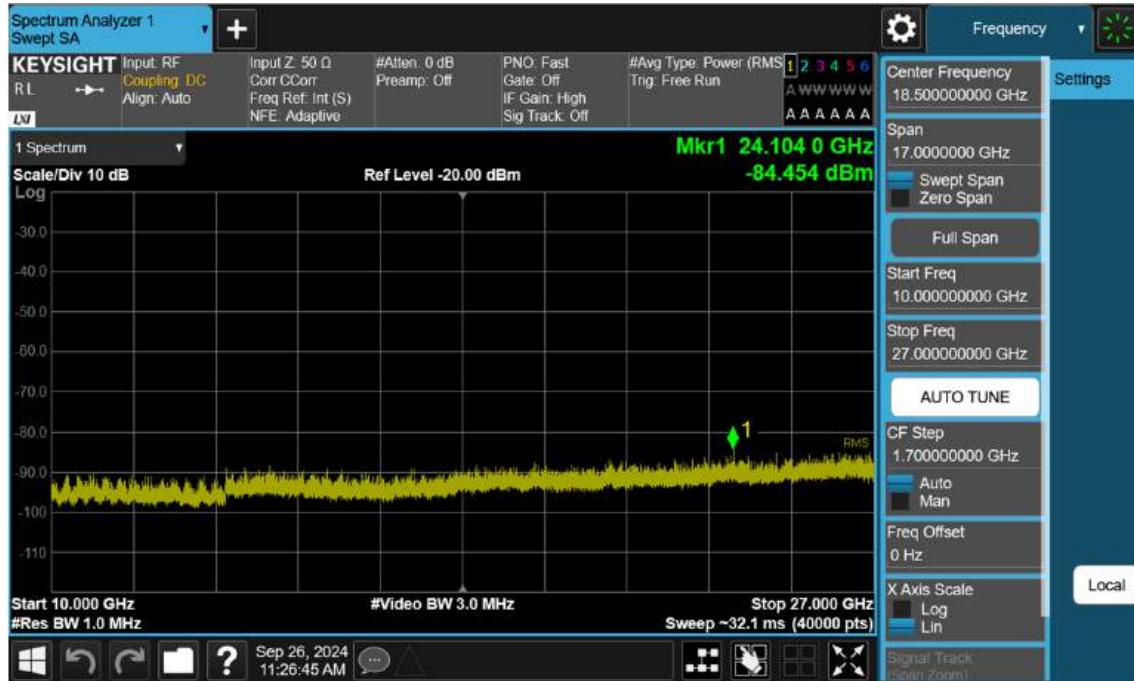 Spectrum Analyzer 1
Swept SA
Frequency
KEYSIGHT
R L
LXI
Input: RF
Coupling: DC
Align: Auto
Input Z: 50 Ω
Corr CCorr
Freq Ref: Int (S)
NFE: Adaptive
#Atten: 0 dB
Preamp: Off
PNO: Fast
Gate: Off
IF Gain: High
Sig Track: Off
#Avg Type: Power (RMS
Trig: Free Run
1 2 3 4 5 6
A W W W W W
A A A A A A
1 Spectrum
Scale/Div 10 dB
Ref Level -20.00 dBm
Mkr1 24.104 0 GHz
-84.454 dBm
Log
-30.0
-40.0
-50.0
-60.0
-70.0
-80.0
-90.0
-100
-110
1
RMS
Start 10.000 GHz
#Res BW 1.0 MHz
#Video BW 3.0 MHz
Stop 27.000 GHz
Sweep ~32.1 ms (40000 pts)
Center Frequency
18.500000000 GHz
Span
17.0000000 GHz
Swept Span
Zero Span
Full Span
Start Freq
10.000000000 GHz
Stop Freq
27.000000000 GHz
AUTO TUNE
CF Step
1.700000000 GHz
Auto
Man
Freq Offset
0 Hz
X Axis Scale
Log
Lin
Signal Track
(Span Zoom)
Settings
Local
?
Sep 26, 2024
11:26:45 AM